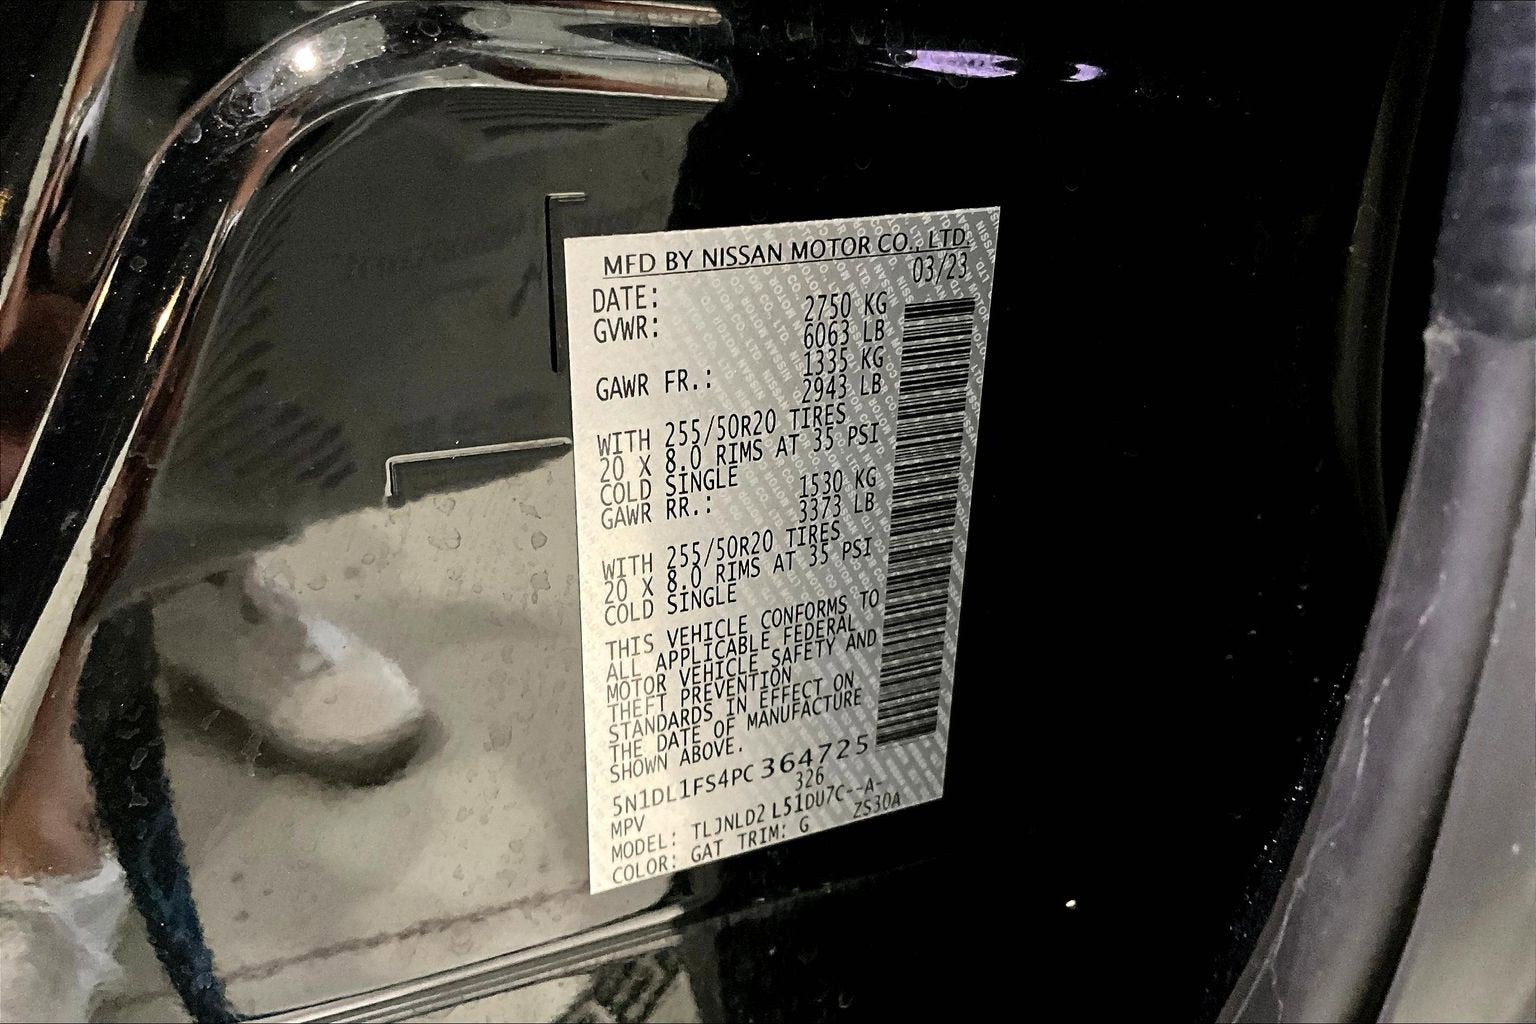 MFD BY NISSAN MOTOR CO., LTD.
DATE: 03/23
GVWR: 2750 KG
6063 LB
GAWR FR.: 1335 KG
2943 LB
WITH 255/50R20 TIRES
20 X 8.0 RIMS AT 35 PSI
COLD SINGLE
GAWR RR.: 1530 KG
3373 LB
WITH 255/50R20 TIRES
20 X 8.0 RIMS AT 35 PSI
COLD SINGLE
THIS VEHICLE CONFORMS TO
ALL APPLICABLE FEDERAL
MOTOR VEHICLE SAFETY AND
THEFT PREVENTION
STANDARDS IN EFFECT ON
THE DATE OF MANUFACTURE
SHOWN ABOVE.
5N1DL1FS4PC364725
MPV 326
MODEL: TLJNLD2 L51DU7C--A-
COLOR: GAT TRIM: G ZS30A